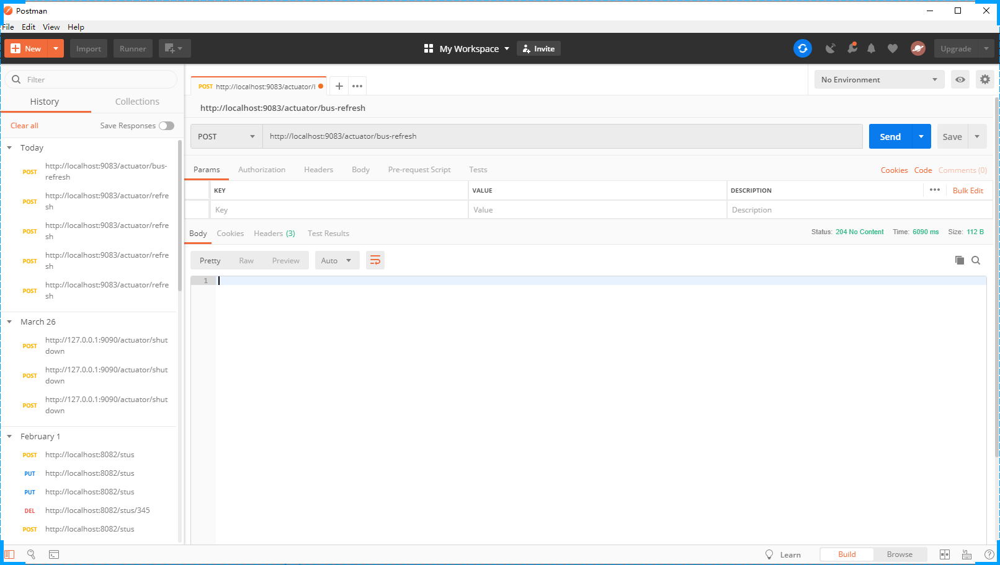 Postman
File Edit View Help
New Import Runner My Workspace Invite Upgrade
Filter
History Collections
Clear all Save Responses
Today
POST http://localhost:9083/actuator/bus-
refresh
POST http://localhost:9083/actuator/refre
sh
POST http://localhost:9083/actuator/refre
sh
POST http://localhost:9083/actuator/refre
sh
POST http://localhost:9083/actuator/refre
sh
March 26
POST http://127.0.0.1:9090/actuator/shut
down
POST http://127.0.0.1:9090/actuator/shut
down
POST http://127.0.0.1:9090/actuator/shut
down
February 1
POST http://localhost:8082/stus
PUT http://localhost:8082/stus
PUT http://localhost:8082/stus
DEL http://localhost:8082/stus/345
POST http://localhost:8082/stus
POST http://localhost:9083/actuator/
No Environment
http://localhost:9083/actuator/bus-refresh
POST http://localhost:9083/actuator/bus-refresh Send Save
Params Authorization Headers Body Pre-request Script Tests Cookies Code Comments (0)
KEY VALUE DESCRIPTION Bulk Edit
Key Value Description
Body Cookies Headers (3) Test Results Status: 204 No Content Time: 6090 ms Size: 112 B
Pretty Raw Preview Auto
1
Learn Build Browse